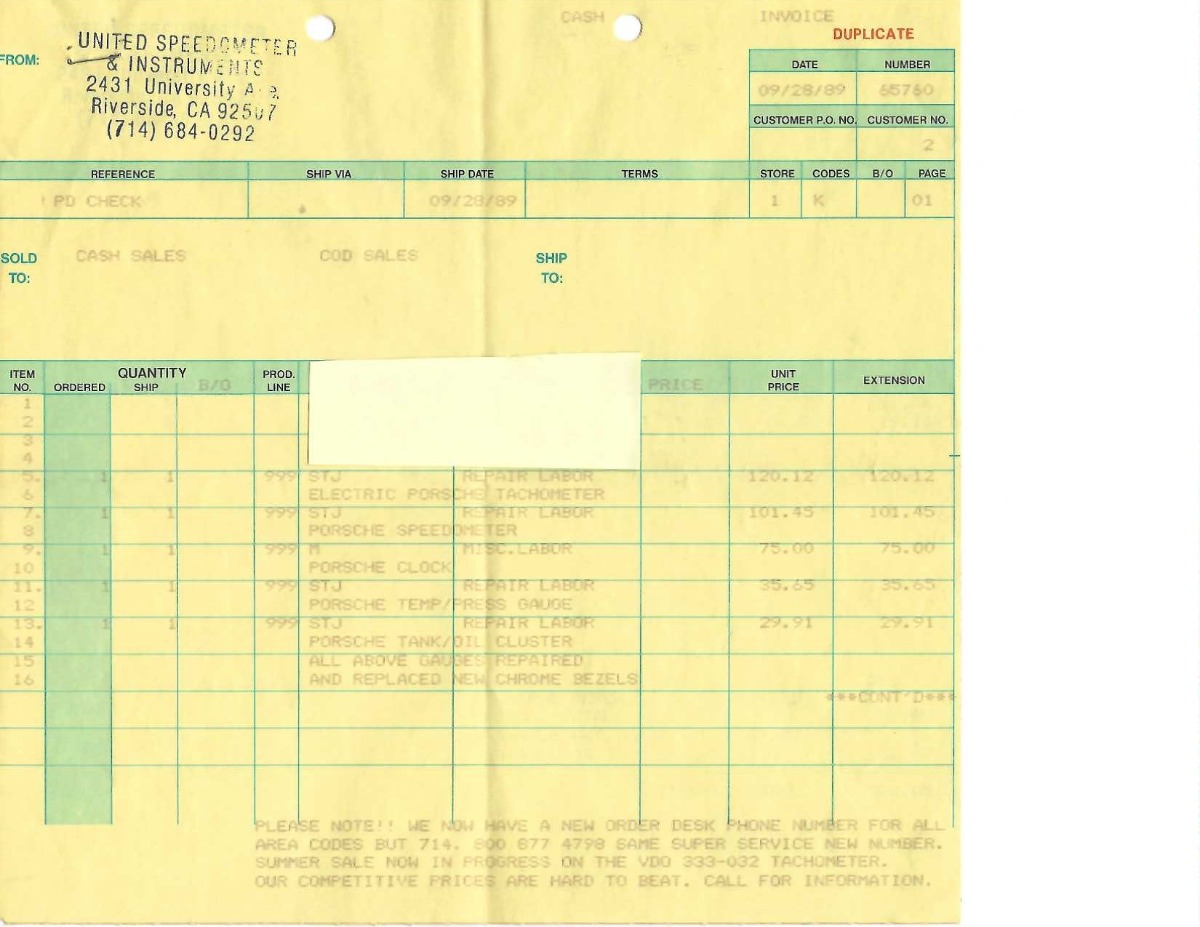 CASH INVOICE
DUPLICATE
FROM:
UNITED SPEEDOMETER
& INSTRUMENTS
2431 University Ave.
Riverside, CA 92507
(714) 684-0292
DATE NUMBER
09/28/89 65760
CUSTOMER P.O. NO. CUSTOMER NO.
2
REFERENCE SHIP VIA SHIP DATE TERMS STORE CODES B/O PAGE
PD CHECK 09/28/89 1 K 01
SOLD TO: CASH SALES COD SALES SHIP TO:
ITEM NO. QUANTITY ORDERED SHIP B/O PROD. LINE PRICE UNIT PRICE EXTENSION
1
2
3
4
5. 1 1 999 STJ REPAIR LABOR 120.12 120.12
6 ELECTRIC PORSCHE TACHOMETER
7. 1 1 999 STJ REPAIR LABOR 101.45 101.45
8 PORSCHE SPEEDOMETER
9. 1 1 999 M MISC.LABOR 75.00 75.00
10 PORSCHE CLOCK
11. 1 1 999 STJ REPAIR LABOR 35.65 35.65
12 PORSCHE TEMP/PRESS GAUGE
13. 1 1 999 STJ REPAIR LABOR 29.91 29.91
14 PORSCHE TANK/OIL CLUSTER
15 ALL ABOVE GAUGES REPAIRED
16 AND REPLACED NEW CHROME BEZELS
***CONT'D***
PLEASE NOTE!! WE NOW HAVE A NEW ORDER DESK PHONE NUMBER FOR ALL
AREA CODES BUT 714. 800 677 4798 SAME SUPER SERVICE NEW NUMBER.
SUMMER SALE NOW IN PROGRESS ON THE VDO 333-032 TACHOMETER.
OUR COMPETITIVE PRICES ARE HARD TO BEAT. CALL FOR INFORMATION.